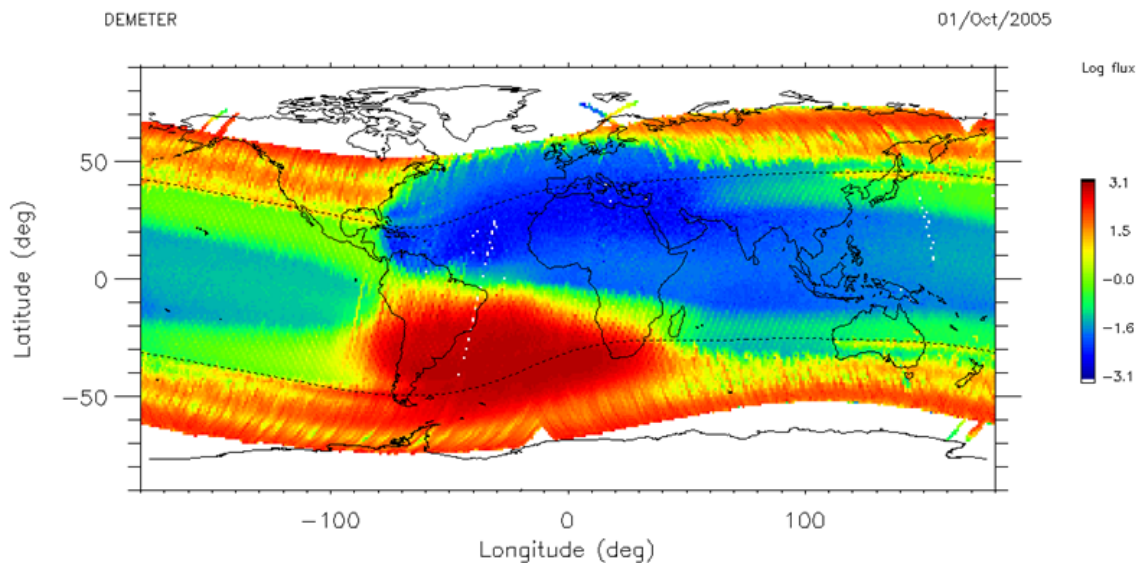 DEMETER
01/Oct/2005
Log flux
50
0
−50
−100
0
100
Latitude (deg)
Longitude (deg)
3.1
1.5
−0.0
−1.6
−3.1